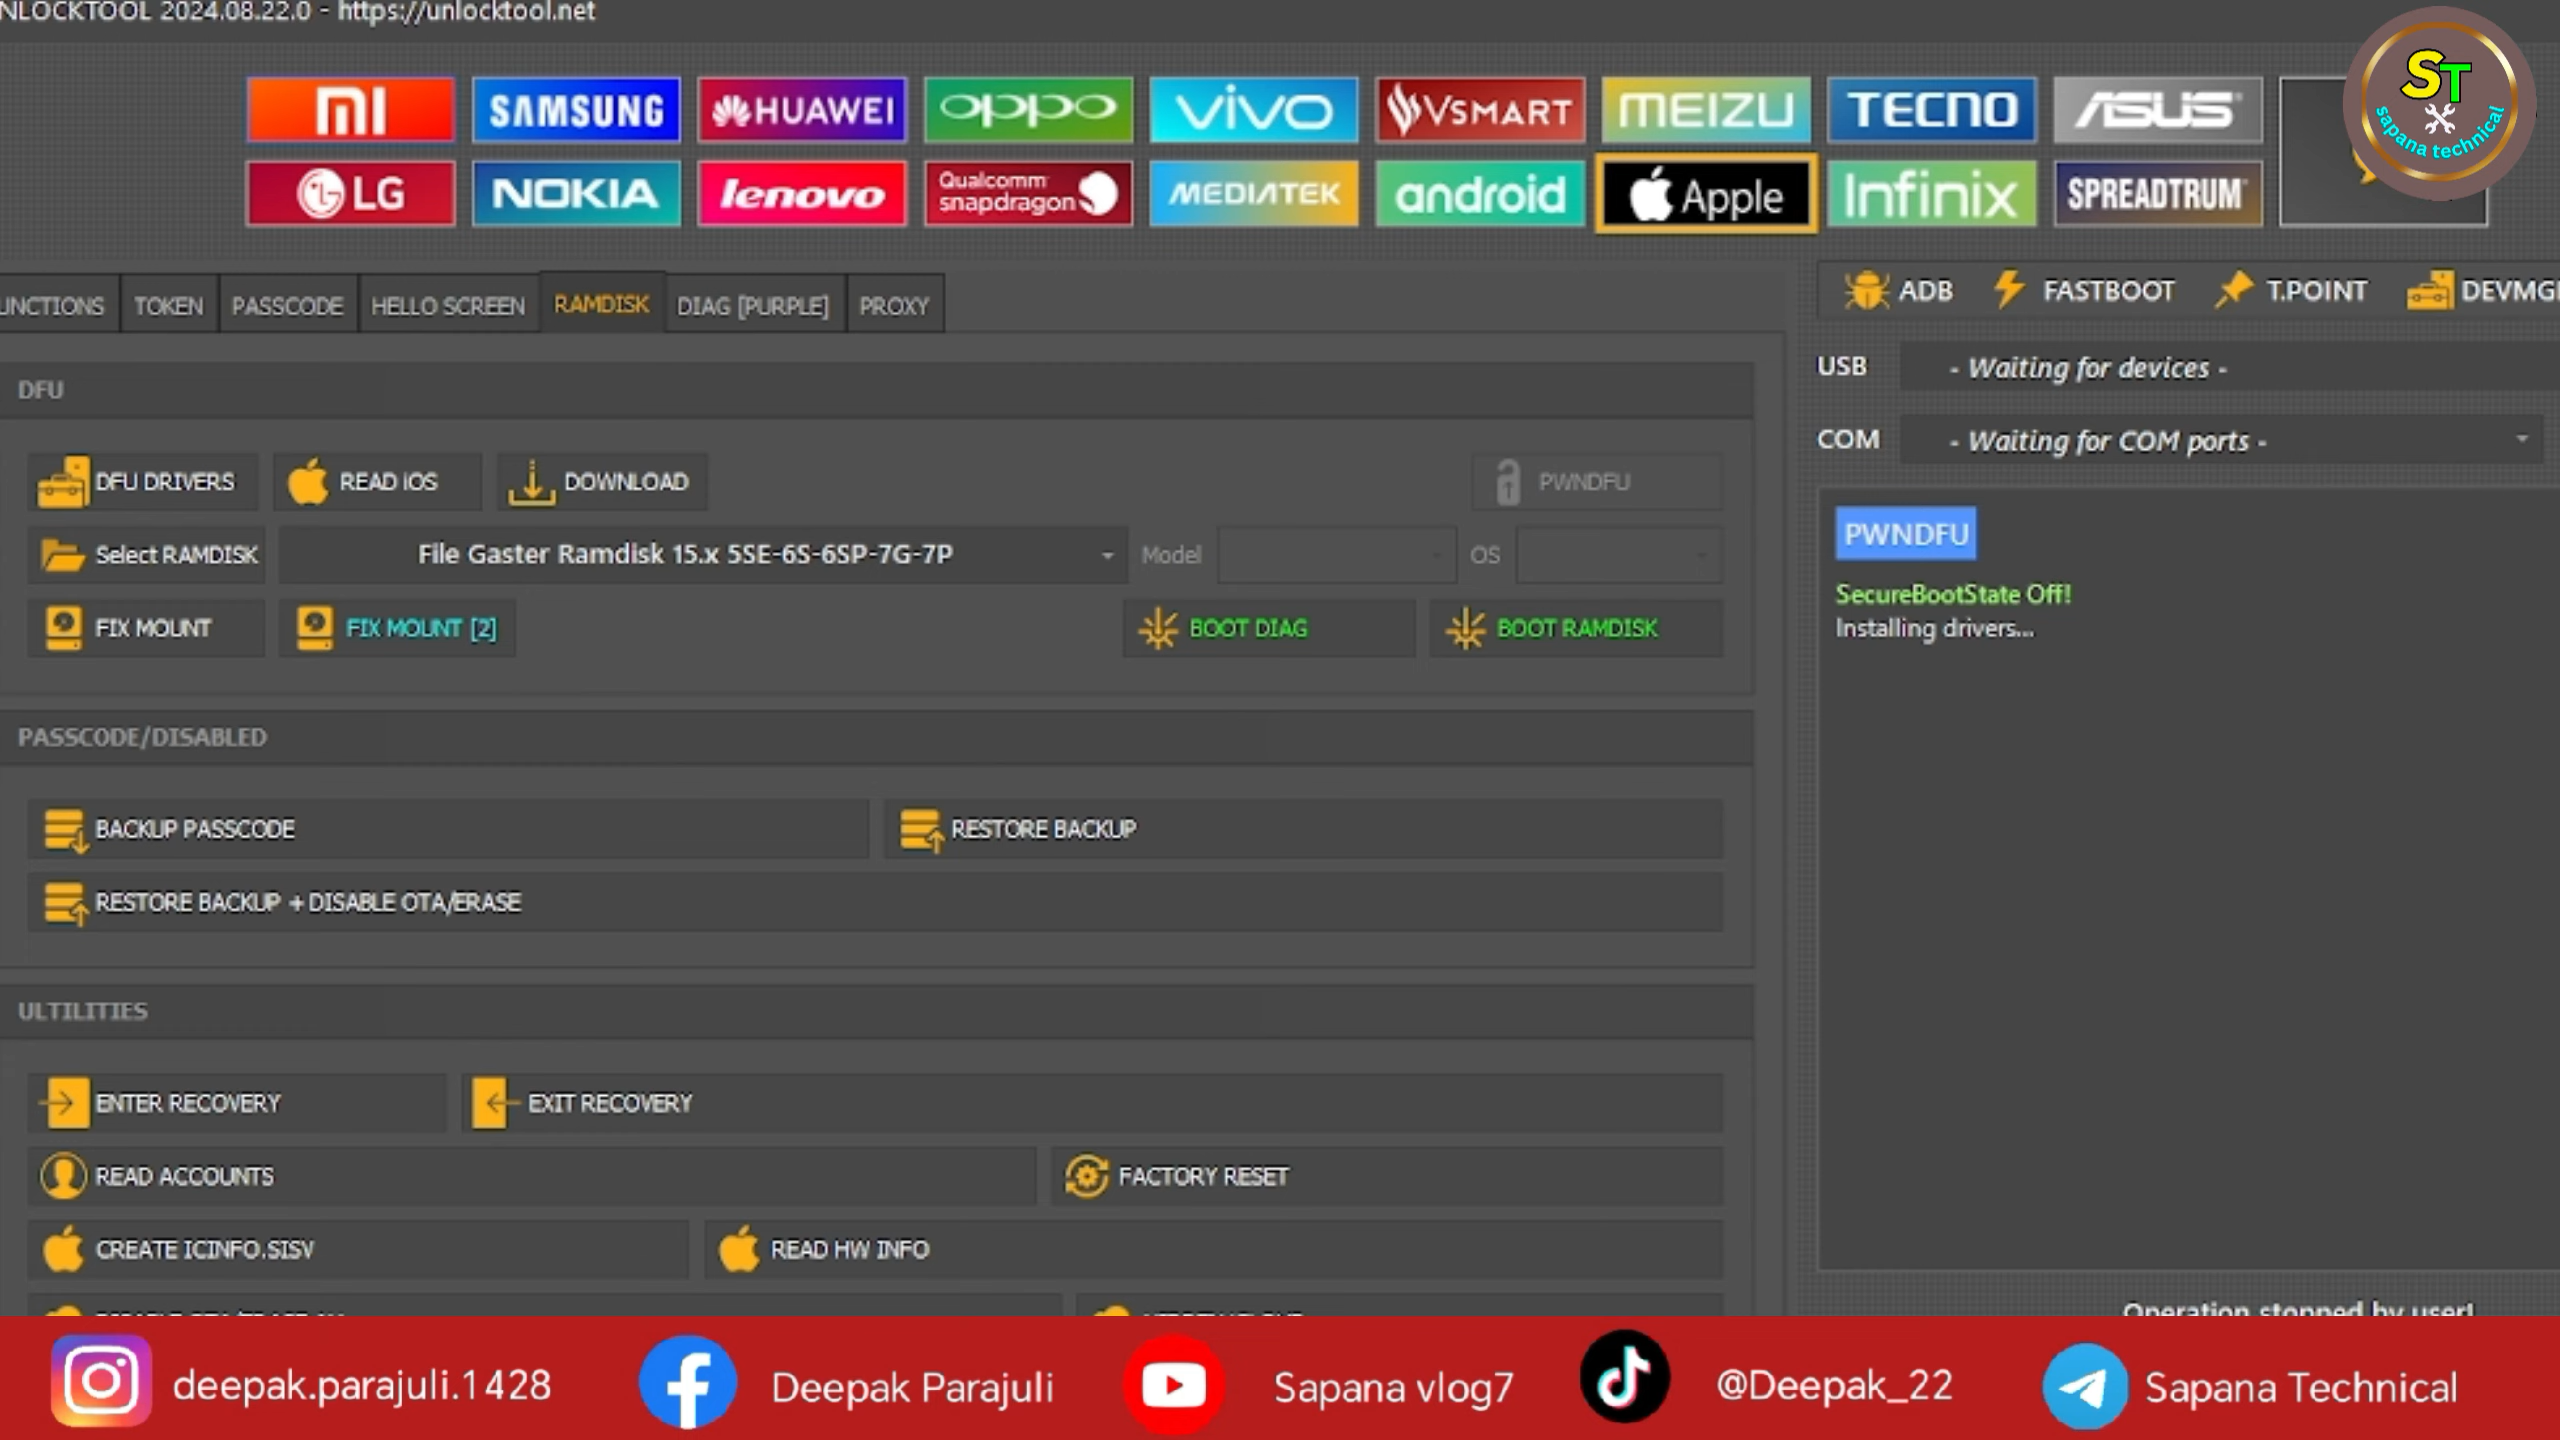 NLOCKTOOL 2024.08.22.0 - https://unlocktool.net
MI SAMSUNG HUAWEI oppo vivo VSMART MEIZU TECNO ASUS
LG NOKIA lenovo Qualcomm snapdragon MEDIATEK android Apple Infinix SPREADTRUM
ST
sapana technical
UNCTIONS TOKEN PASSCODE HELLO SCREEN RAMDISK DIAG [PURPLE] PROXY
ADB FASTBOOT T.POINT DEVMG
USB - Waiting for devices -
COM - Waiting for COM ports -
DFU
DFU DRIVERS READ iOS DOWNLOAD PWNDFU
Select RAMDISK File Gaster Ramdisk 15.x 5SE-6S-6SP-7G-7P Model OS
FIX MOUNT FIX MOUNT [2] BOOT DIAG BOOT RAMDISK
PWNDFU
SecureBootState Off!
Installing drivers...
PASSCODE/DISABLED
BACKUP PASSCODE RESTORE BACKUP
RESTORE BACKUP + DISABLE OTA/ERASE
ULTILITIES
ENTER RECOVERY EXIT RECOVERY
READ ACCOUNTS FACTORY RESET
CREATE ICINFO.SISV READ HW INFO
Operation stopped by user!
deepak.parajuli.1428 Deepak Parajuli Sapana vlog7 @Deepak_22 Sapana Technical